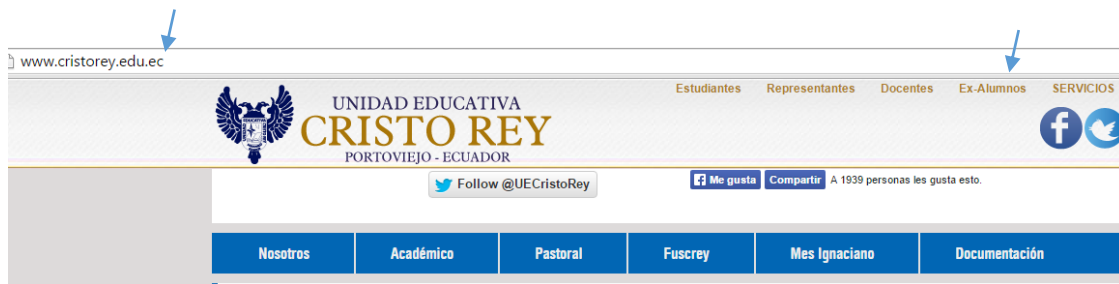 www.cristorey.edu.ec
Estudiantes Representantes Docentes Ex-Alumnos SERVICIOS
UNIDAD EDUCATIVA
CRISTO REY
PORTOVIEJO - ECUADOR
Follow @UECristoRey
Me gusta Compartir A 1939 personas les gusta esto.
Nosotros Académico Pastoral Fuscrey Mes Ignaciano Documentación